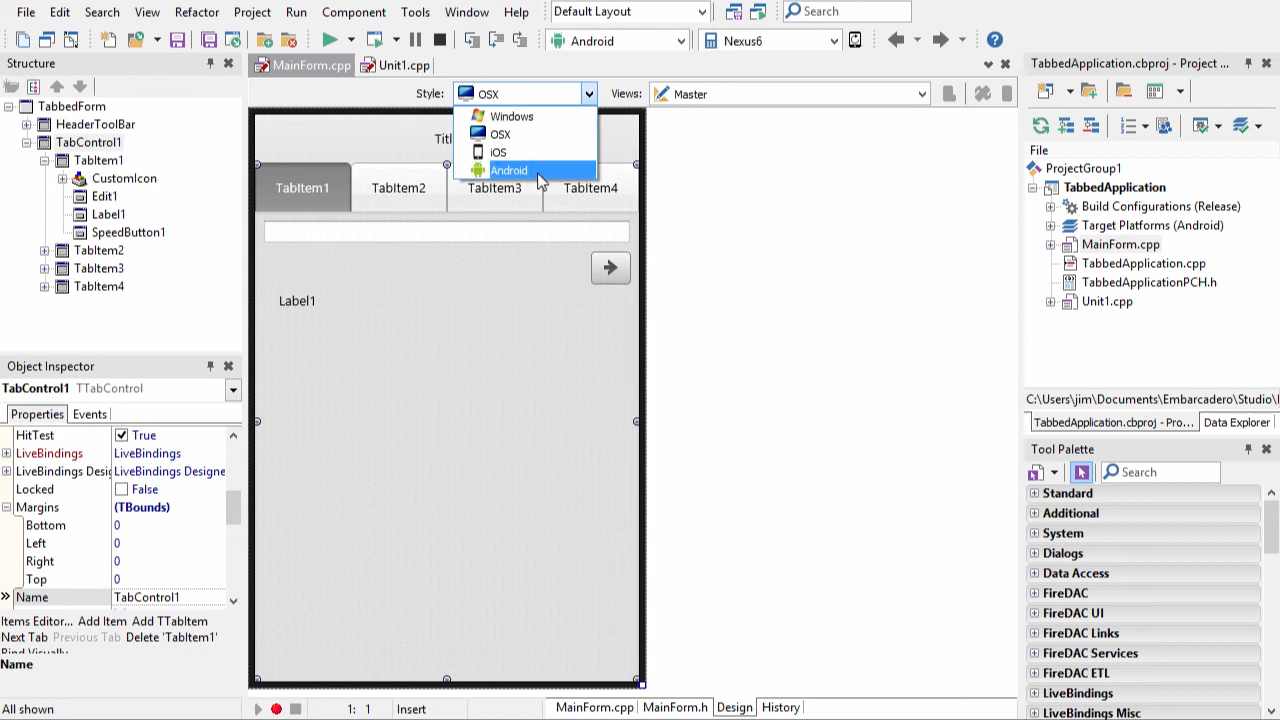 File Edit Search View Refactor Project Run Component Tools Window Help Default Layout Search
Android Nexus6
Structure
MainForm.cpp Unit1.cpp
TabbedApplication.cbproj - Project ...
Style: OSX Views: Master
Windows
OSX
iOS
Android
TabbedForm
HeaderToolBar
TabControl1
TabItem1
CustomIcon
Edit1
Label1
SpeedButton1
TabItem2
TabItem3
TabItem4
Titl
TabItem1 TabItem2 TabItem3 TabItem4
Label1
File
ProjectGroup1
TabbedApplication
Build Configurations (Release)
Target Platforms (Android)
MainForm.cpp
TabbedApplication.cpp
TabbedApplicationPCH.h
Unit1.cpp
C:\Users\jim\Documents\Embarcadero\Studio\
TabbedApplication.cbproj - Pro... Data Explorer
Object Inspector
TabControl1 TTabControl
Properties Events
HitTest True
LiveBindings LiveBindings
LiveBindings Desig LiveBindings Designe
Locked False
Margins (TBounds)
Bottom 0
Left 0
Right 0
Top 0
» Name TabControl1
Items Editor... Add Item Add TTabItem
Next Tab Previous Tab Delete 'TabItem1'
Bind Visually...
Name
All shown
1: 1 Insert
MainForm.cpp MainForm.h Design History
Tool Palette
Search
Standard
Additional
System
Dialogs
Data Access
FireDAC
FireDAC UI
FireDAC Links
FireDAC Services
FireDAC ETL
LiveBindings
LiveBindings Misc